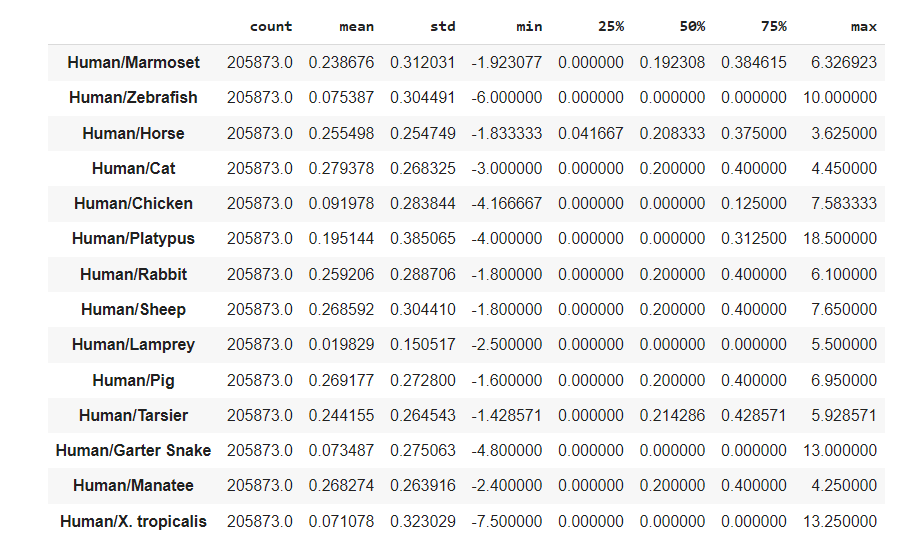 count mean std min 25% 50% 75% max
Human/Marmoset 205873.0 0.238676 0.312031 -1.923077 0.000000 0.192308 0.384615 6.326923
Human/Zebrafish 205873.0 0.075387 0.304491 -6.000000 0.000000 0.000000 0.000000 10.000000
Human/Horse 205873.0 0.255498 0.254749 -1.833333 0.041667 0.208333 0.375000 3.625000
Human/Cat 205873.0 0.279378 0.268325 -3.000000 0.000000 0.200000 0.400000 4.450000
Human/Chicken 205873.0 0.091978 0.283844 -4.166667 0.000000 0.000000 0.125000 7.583333
Human/Platypus 205873.0 0.195144 0.385065 -4.000000 0.000000 0.000000 0.312500 18.500000
Human/Rabbit 205873.0 0.259206 0.288706 -1.800000 0.000000 0.200000 0.400000 6.100000
Human/Sheep 205873.0 0.268592 0.304410 -1.800000 0.000000 0.200000 0.400000 7.650000
Human/Lamprey 205873.0 0.019829 0.150517 -2.500000 0.000000 0.000000 0.000000 5.500000
Human/Pig 205873.0 0.269177 0.272800 -1.600000 0.000000 0.200000 0.400000 6.950000
Human/Tarsier 205873.0 0.244155 0.264543 -1.428571 0.000000 0.214286 0.428571 5.928571
Human/Garter Snake 205873.0 0.073487 0.275063 -4.800000 0.000000 0.000000 0.000000 13.000000
Human/Manatee 205873.0 0.268274 0.263916 -2.400000 0.000000 0.200000 0.400000 4.250000
Human/X. tropicalis 205873.0 0.071078 0.323029 -7.500000 0.000000 0.000000 0.000000 13.250000